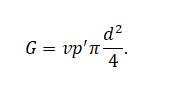 G = vp′π d²/4.